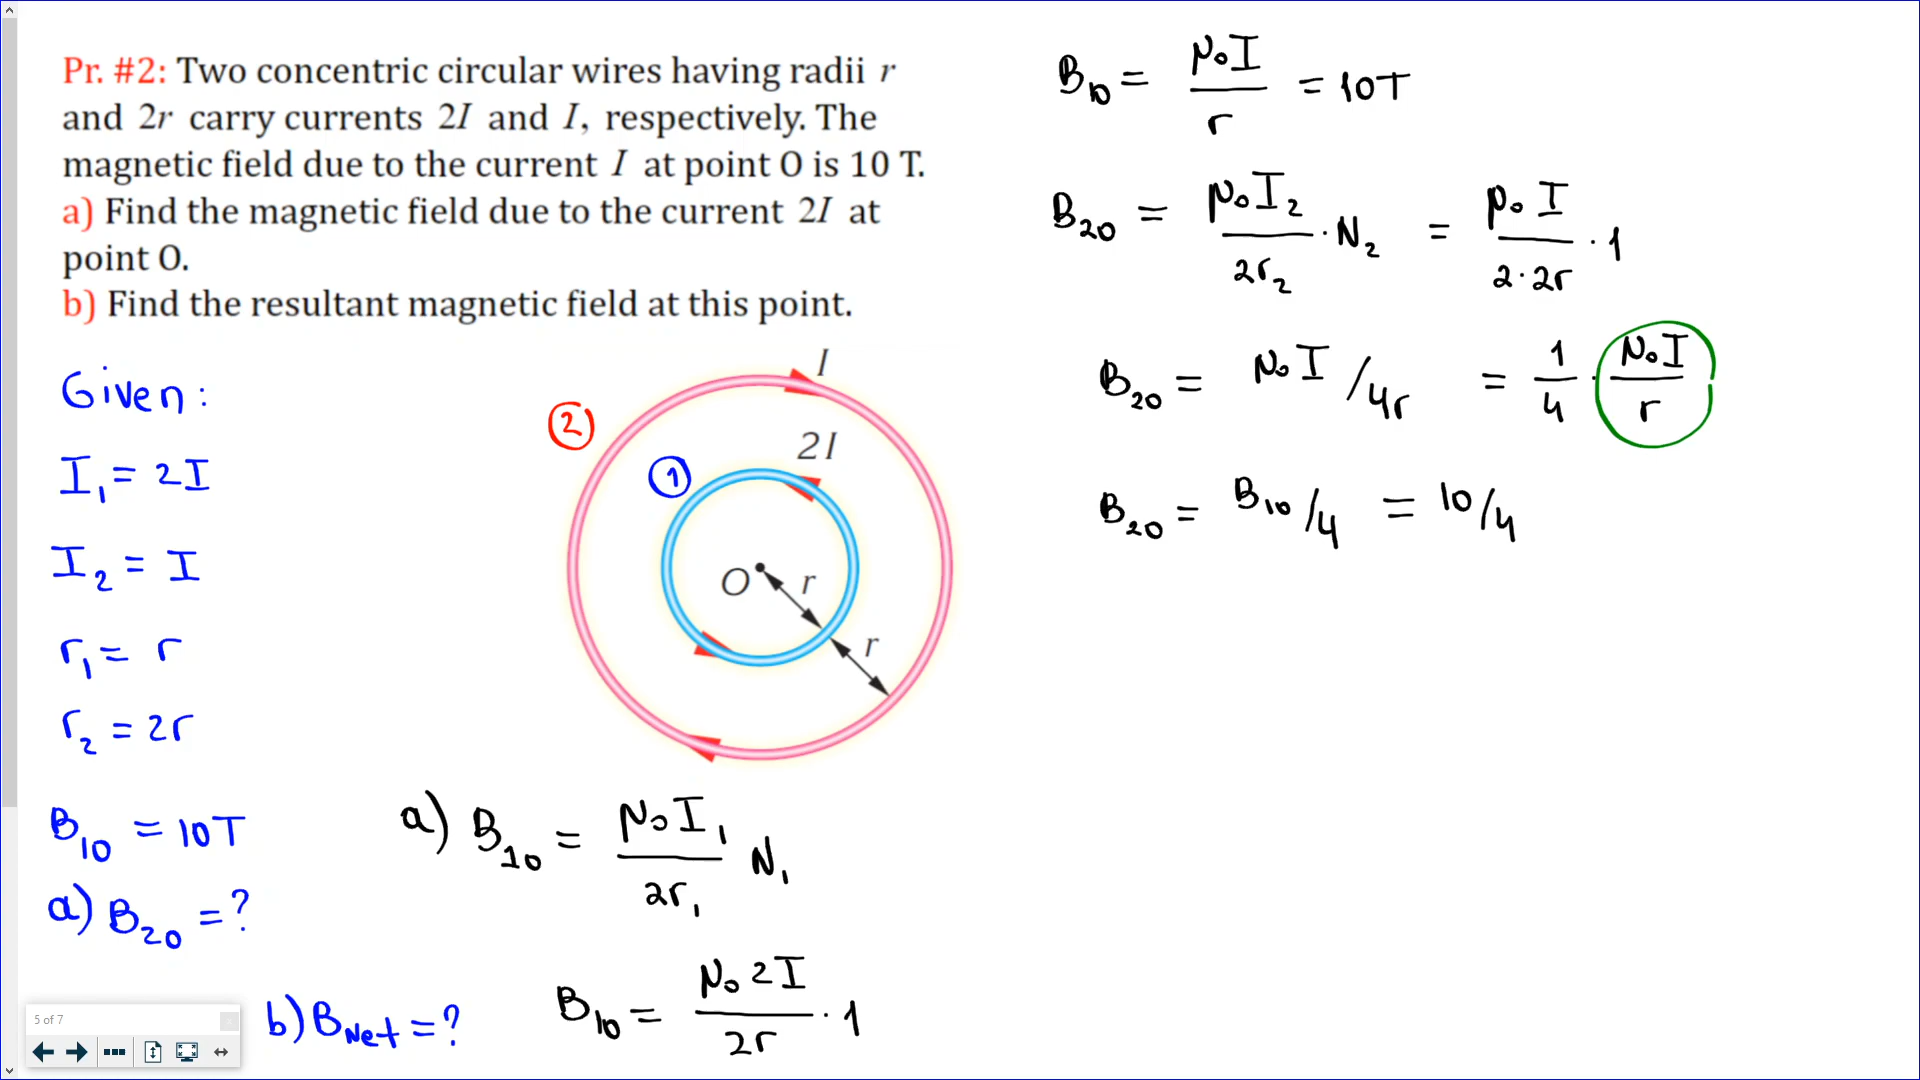 Pr. #2: Two concentric circular wires having radii r
and 2r carry currents 2I and I, respectively. The
magnetic field due to the current I at point O is 10 T.
a) Find the magnetic field due to the current 2I at
point O.
b) Find the resultant magnetic field at this point.
Given:
I₁ = 2I
I₂ = I
r₁ = r
r₂ = 2r
B₁₀ = 10T
a) B₂₀ = ?
b) B_Net = ?
I
2I
②
①
O
r
r
a) B₁₀ = μ₀I₁/2r₁ N₁
B₁₀ = μ₀2I/2r · 1
B₁₀ = μ₀I/r = 10T
B₂₀ = μ₀I₂/2r₂ · N₂ = μ₀I/2·2r · 1
B₂₀ = μ₀I/4r = 1/4 · μ₀I/r
B₂₀ = B₁₀/4 = 10/4
5 of 7